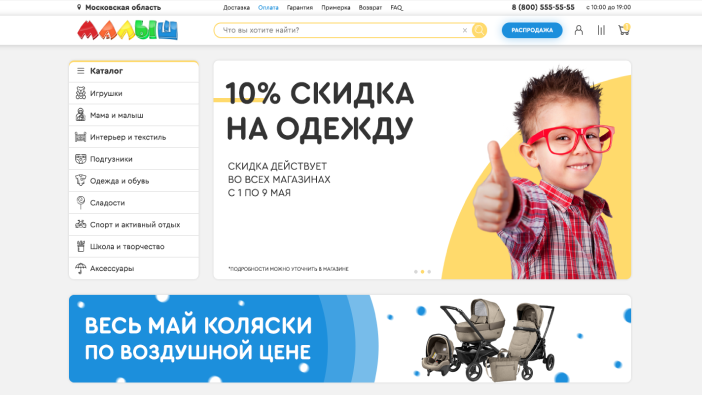 Московская область
Доставка Оплата Гарантия Примерка Возврат FAQ
8 (800) 555-55-55 с 10:00 до 19:00
МАЛЫШ
Что вы хотите найти?
РАСПРОДАЖА
Каталог
Игрушки
Мама и малыш
Интерьер и текстиль
Подгузники
Одежда и обувь
Сладости
Спорт и активный отдых
Школа и творчество
Аксессуары
10% СКИДКА
НА ОДЕЖДУ
СКИДКА ДЕЙСТВУЕТ
ВО ВСЕХ МАГАЗИНАХ
С 1 ПО 9 МАЯ
*ПОДРОБНОСТИ МОЖНО УТОЧНИТЬ В МАГАЗИНЕ
ВЕСЬ МАЙ КОЛЯСКИ
ПО ВОЗДУШНОЙ ЦЕНЕ